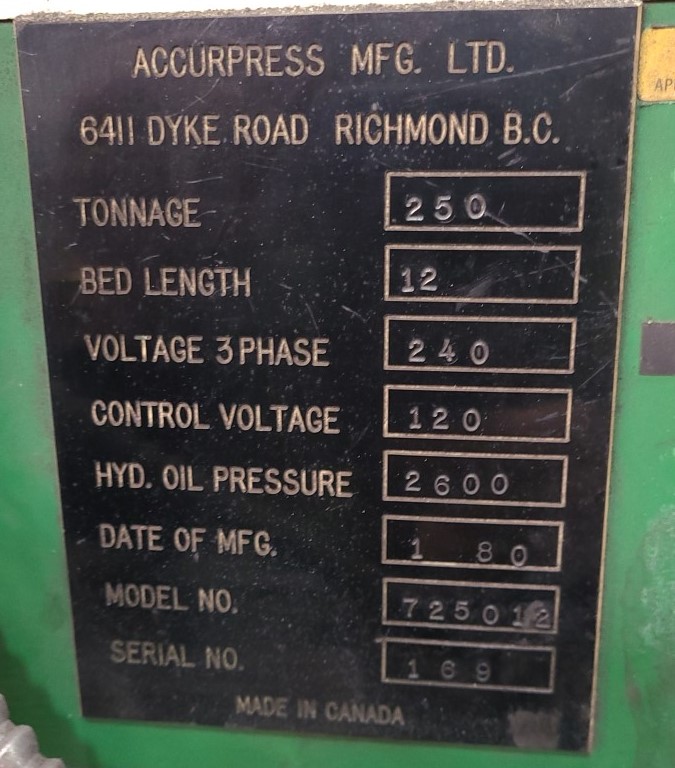 ACCURPRESS MFG. LTD.
6411 DYKE ROAD RICHMOND B.C.
TONNAGE 250
BED LENGTH 12
VOLTAGE 3 PHASE 240
CONTROL VOLTAGE 120
HYD. OIL PRESSURE 2600
DATE OF MFG. 1 80
MODEL NO. 725012
SERIAL NO. 169
MADE IN CANADA